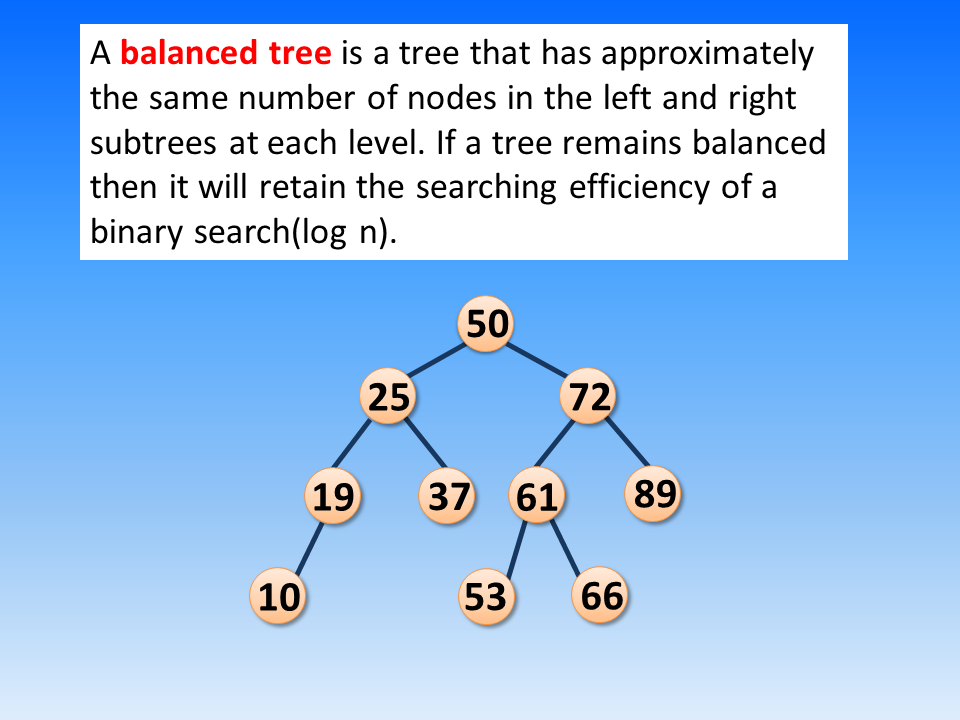 A balanced tree is a tree that has approximately
the same number of nodes in the left and right
subtrees at each level. If a tree remains balanced
then it will retain the searching efficiency of a
binary search(log n).
50
25 72
19 37 61 89
10 53 66